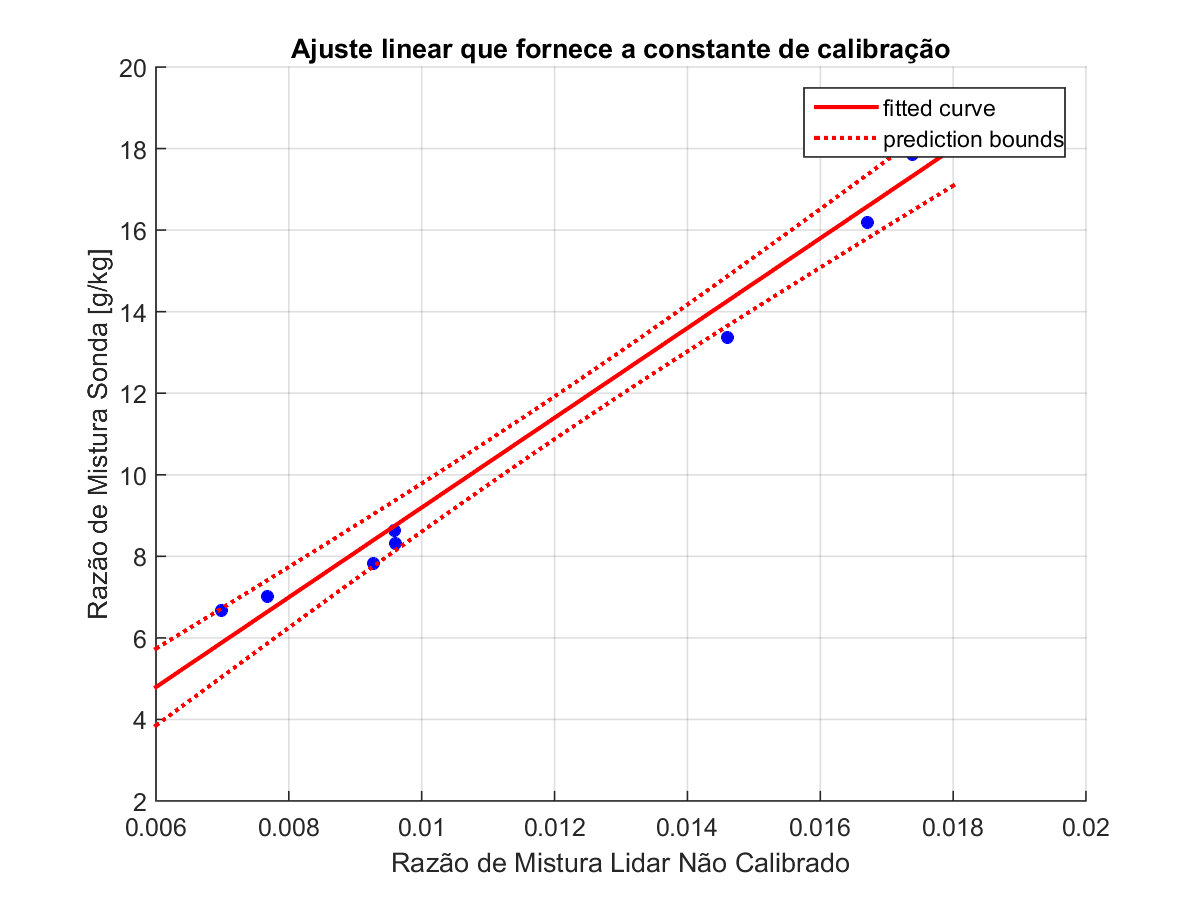 Ajuste linear que fornece a constante de calibração
fitted curve
prediction bounds
20
18
16
14
12
10
8
6
4
2
Razão de Mistura Sonda [g/kg]
0.006 0.008 0.01 0.012 0.014 0.016 0.018 0.02
Razão de Mistura Lidar Não Calibrado